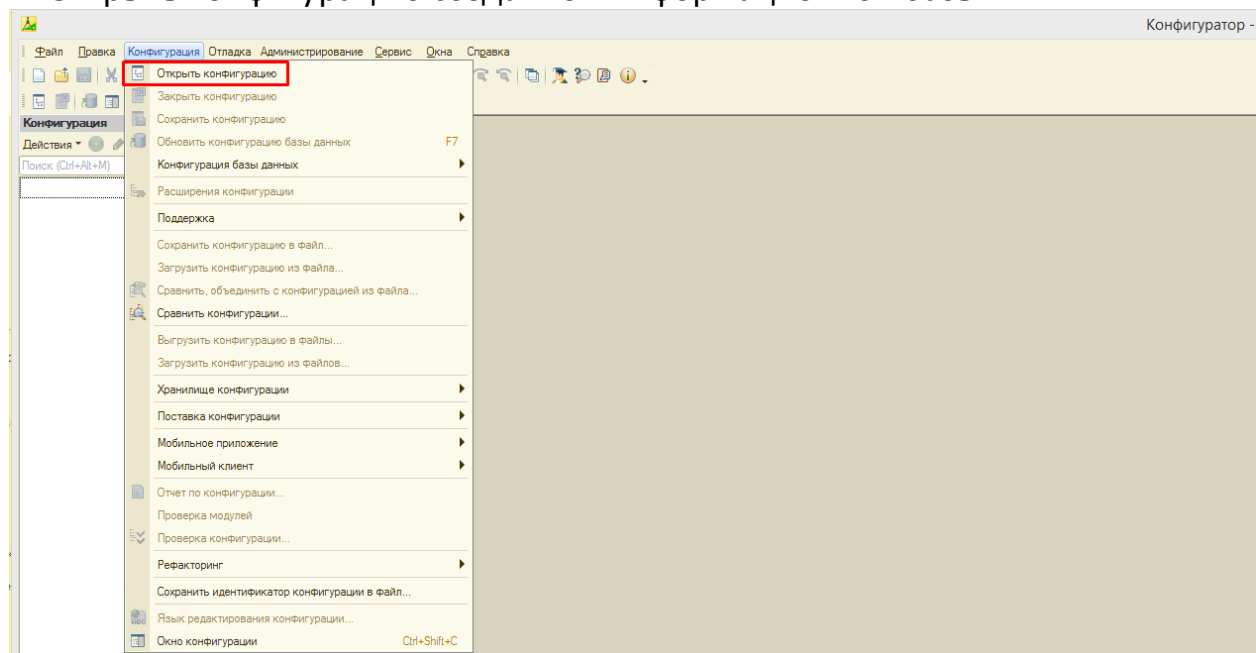 Конфигуратор -
Файл Правка Конфигурация Отладка Администрирование Сервис Окна Справка
Открыть конфигурацию
Закрыть конфигурацию
Конфигурация
Сохранить конфигурацию
Действия
Обновить конфигурацию базы данных F7
Поиск (Ctrl+Alt+M)
Конфигурация базы данных
Расширения конфигурации
Поддержка
Сохранить конфигурацию в файл...
Загрузить конфигурацию из файла...
Сравнить, объединить с конфигурацией из файла...
Сравнить конфигурации...
Выгрузить конфигурацию в файлы...
Загрузить конфигурацию из файлов...
Хранилище конфигурации
Поставка конфигурации
Мобильное приложение
Мобильный клиент
Отчет по конфигурации...
Проверка модулей
Проверка конфигурации...
Рефакторинг
Сохранить идентификатор конфигурации в файл...
Язык редактирования конфигурации...
Окно конфигурации Ctrl+Shift+C